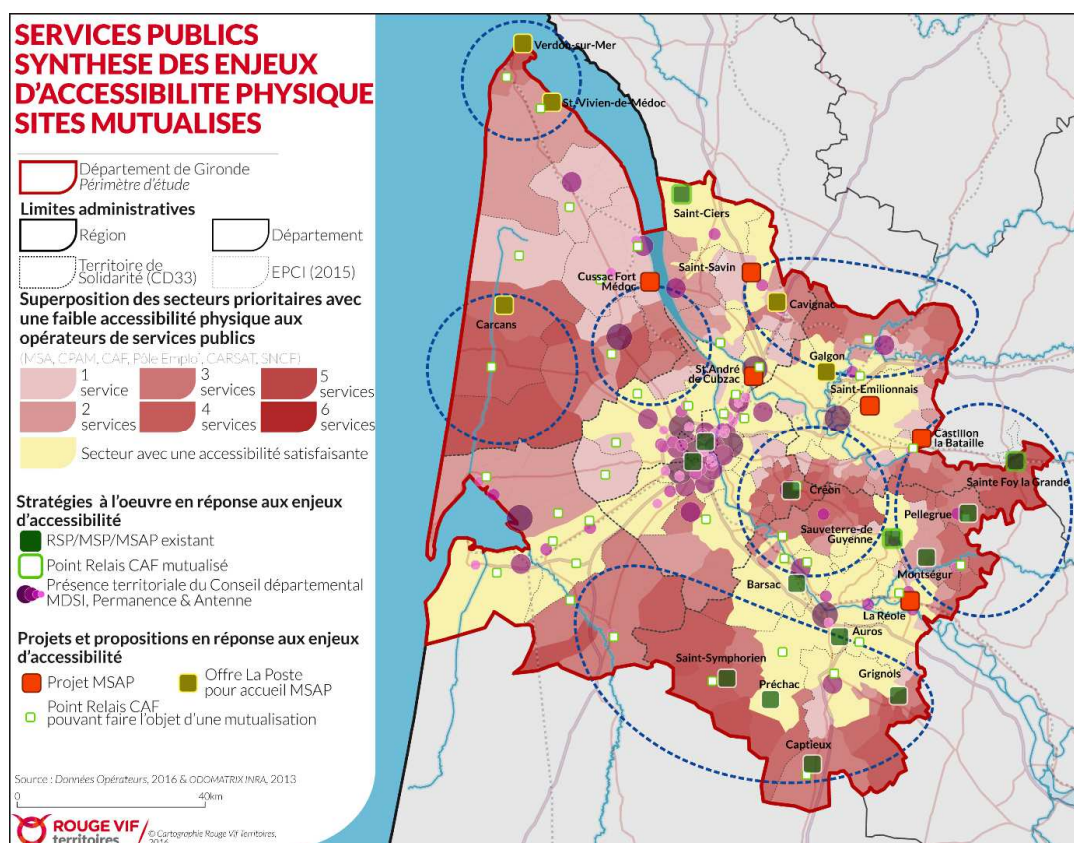 SERVICES PUBLICS
SYNTHESE DES ENJEUX
D'ACCESSIBILITE PHYSIQUE
SITES MUTUALISES
Département de Gironde
Périmètre d'étude
Limites administratives
Région
Département
Territoire de
Solidarité (CD33)
EPCI (2015)
Superposition des secteurs prioritaires avec
une faible accessibilité physique aux
opérateurs de services publics
(MSA, CPAM, CAF, Pôle Emploi, CARSAT, SNCF)
1
service
3
services
5
services
2
services
4
services
6
services
Secteur avec une accessibilité satisfaisante
Stratégies à l'oeuvre en réponse aux enjeux
d'accessibilité
RSP/MSP/MSAP existant
Point Relais CAF mutualisé
Présence territoriale du Conseil départemental
MDSI, Permanence & Antenne
Projets et propositions en réponse aux enjeux
d'accessibilité
Projet MSAP
Offre La Poste
pour accueil MSAP
Point Relais CAF
pouvant faire l'objet d'une mutualisation
Source : Données Opérateurs, 2016 & ODOMATRIX INRA, 2013
0
40km
ROUGE VIF
territoires
© Cartographie Rouge Vif Territoires,
2016
Verdon-sur-Mer
St-Vivien-de-Médoc
Saint-Ciers
Saint-Savin
Cussac Fort
Médoc
Cavignac
Carcans
Galgon
St André
de Cubzac
Saint-Emilionnais
Castillon
la Bataille
Sainte Foy la Grande
Créon
Pellegrue
Sauveterre-de
Guyenne
Montségur
Barsac
La Réole
Auros
Saint-Symphorien
Grignols
Préchac
Captieux